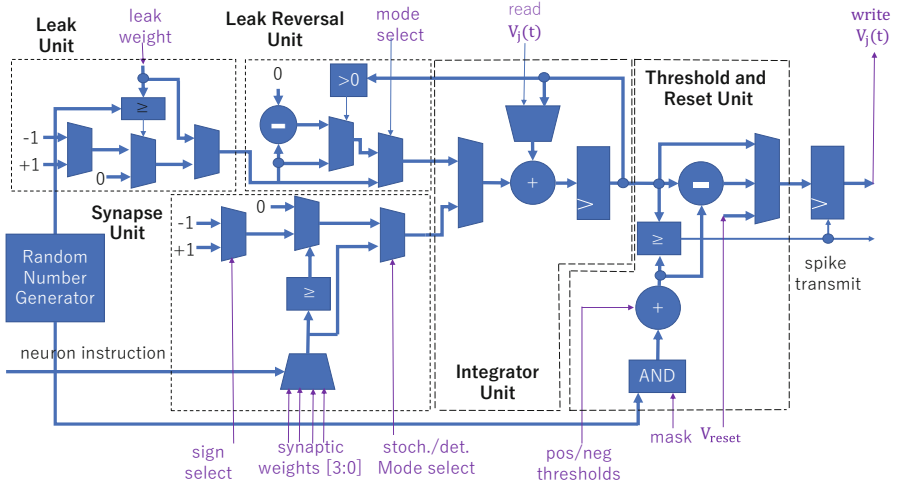 Leak
Unit
leak
weight
Leak Reversal
Unit
mode
select
read
Vj(t)
write
Vj(t)
≥
-1
+1
0
0
-
>0
Threshold and
Reset Unit
+
>
-
>
≥
spike
transmit
Synapse
Unit
-1
+1
0
≥
Random
Number
Generator
neuron instruction
Integrator
Unit
+
AND
sign
select
synaptic
weights [3:0]
stoch./det.
Mode select
pos/neg
thresholds
mask
Vreset